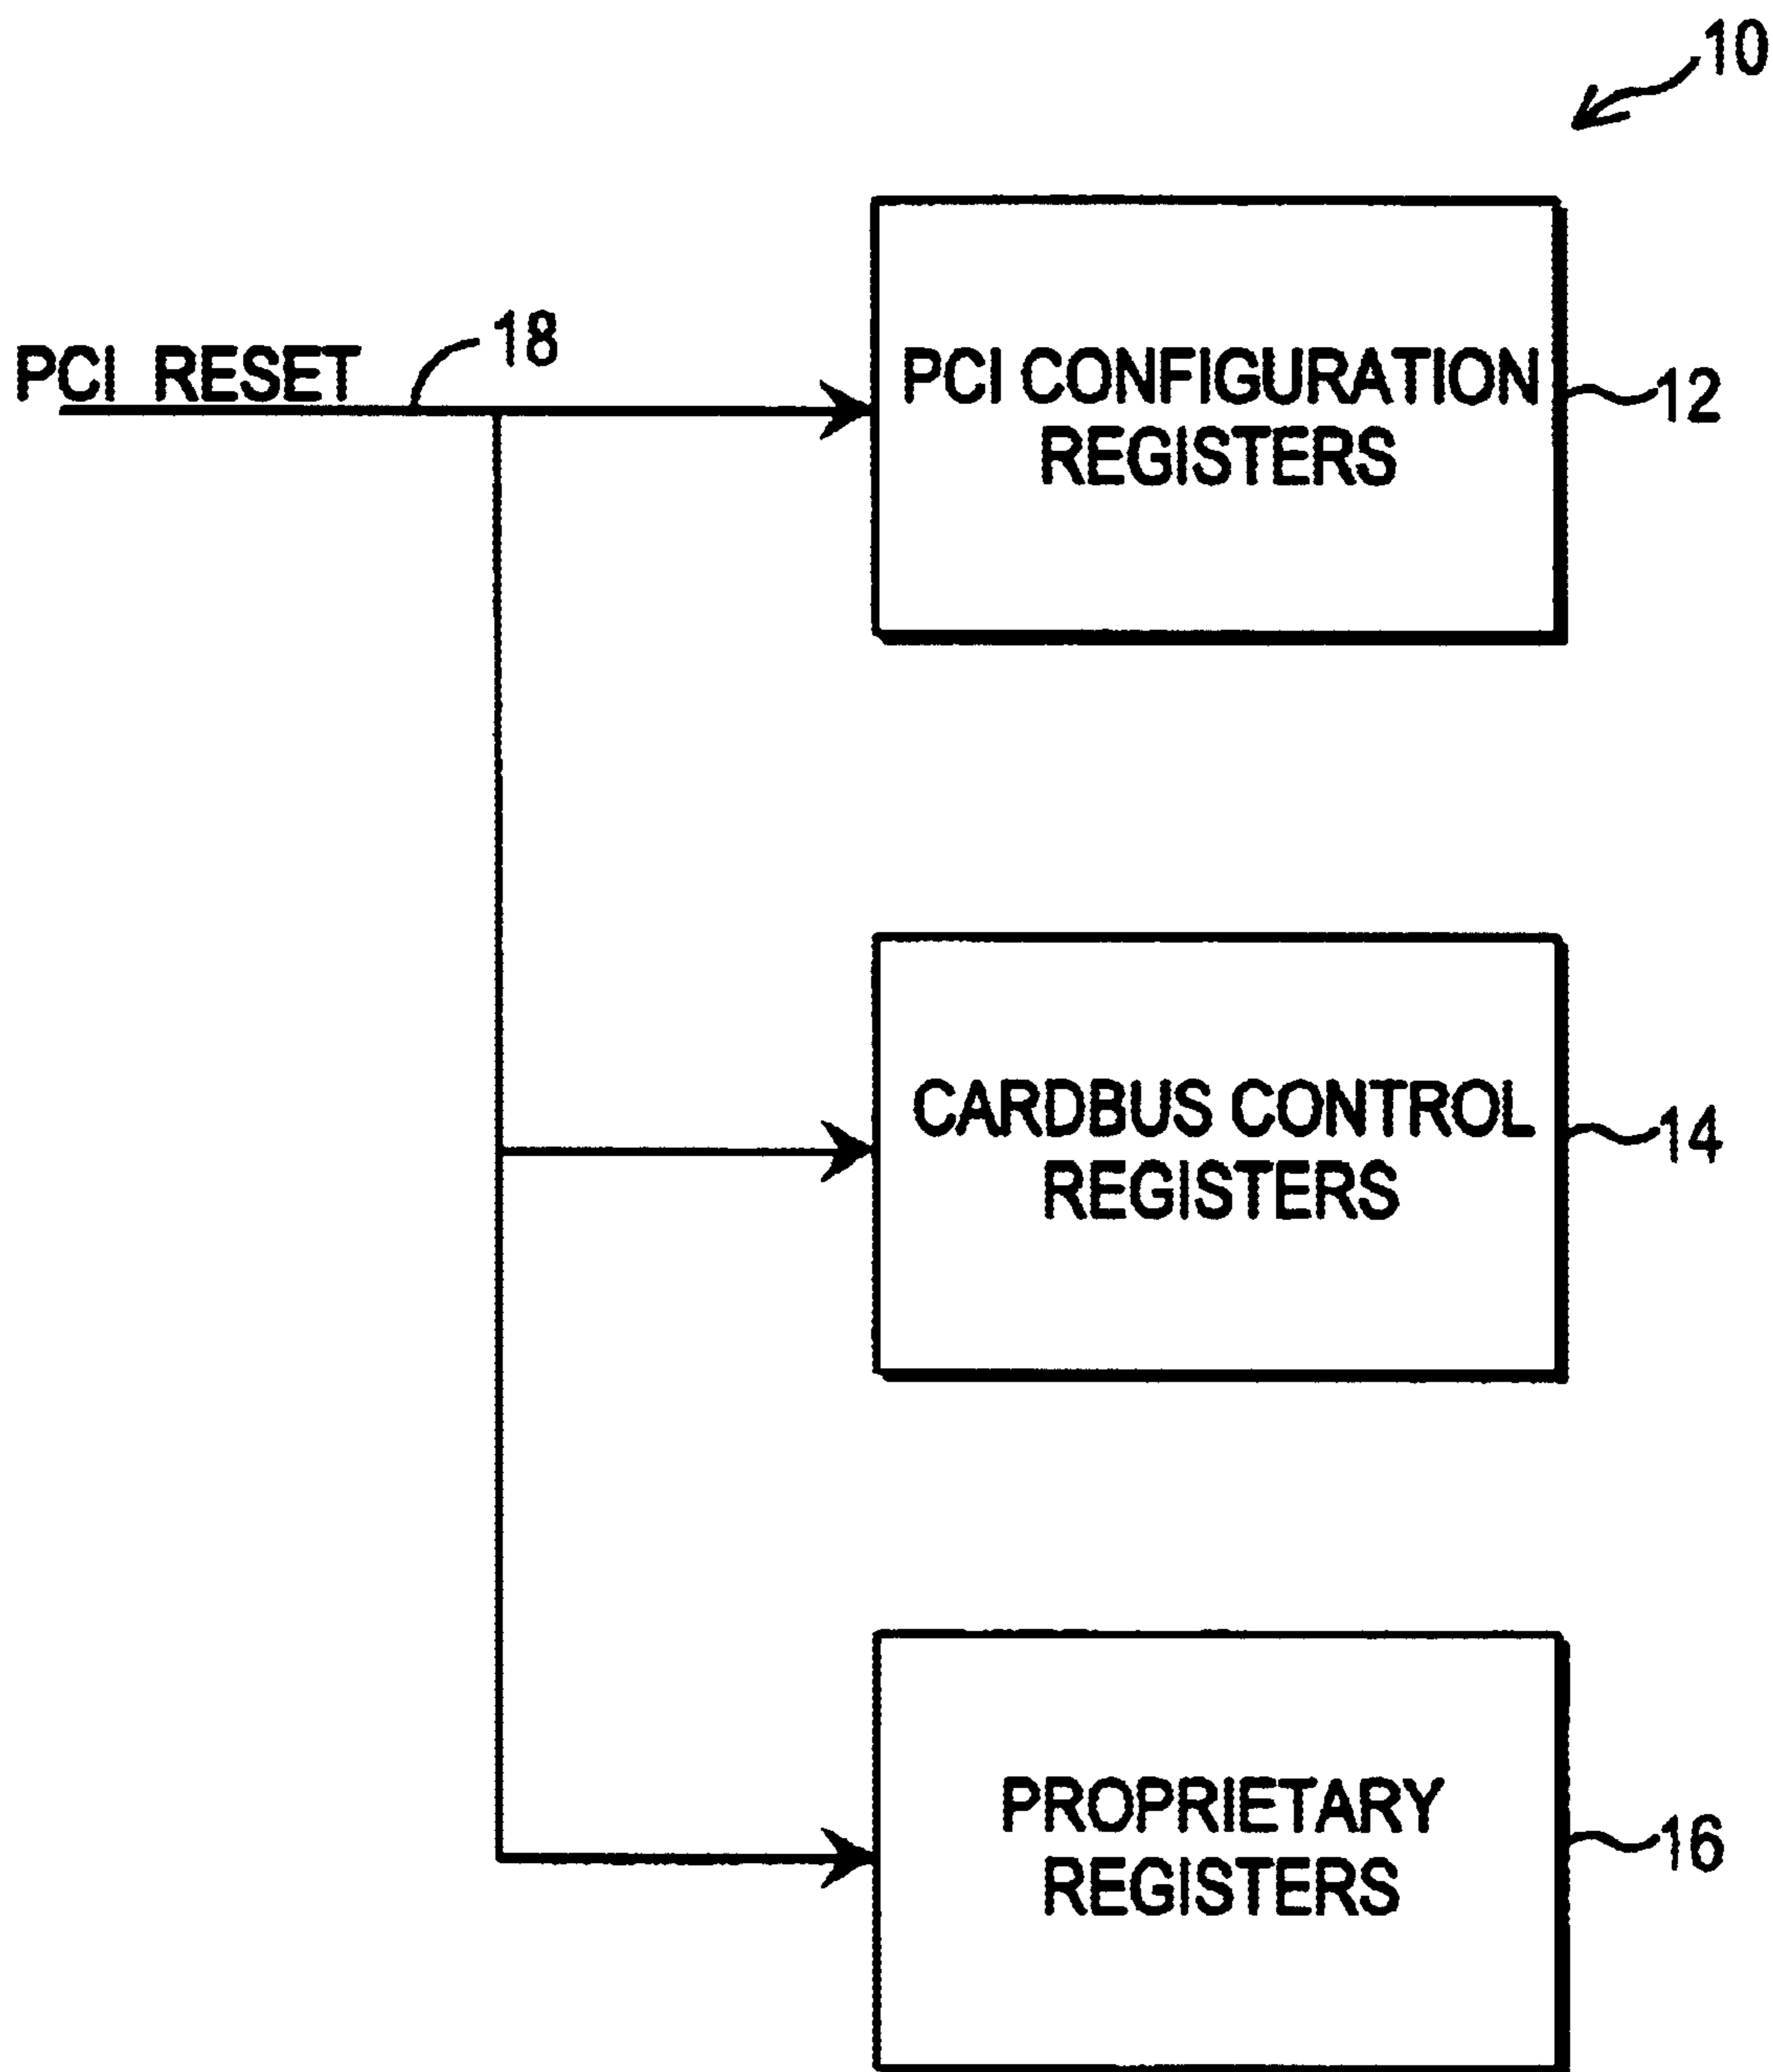 10
PCI RESET
18
PCI CONFIGURATION
REGISTERS
12
CARDBUS CONTROL
REGISTERS
14
PROPRIETARY
REGISTERS
16